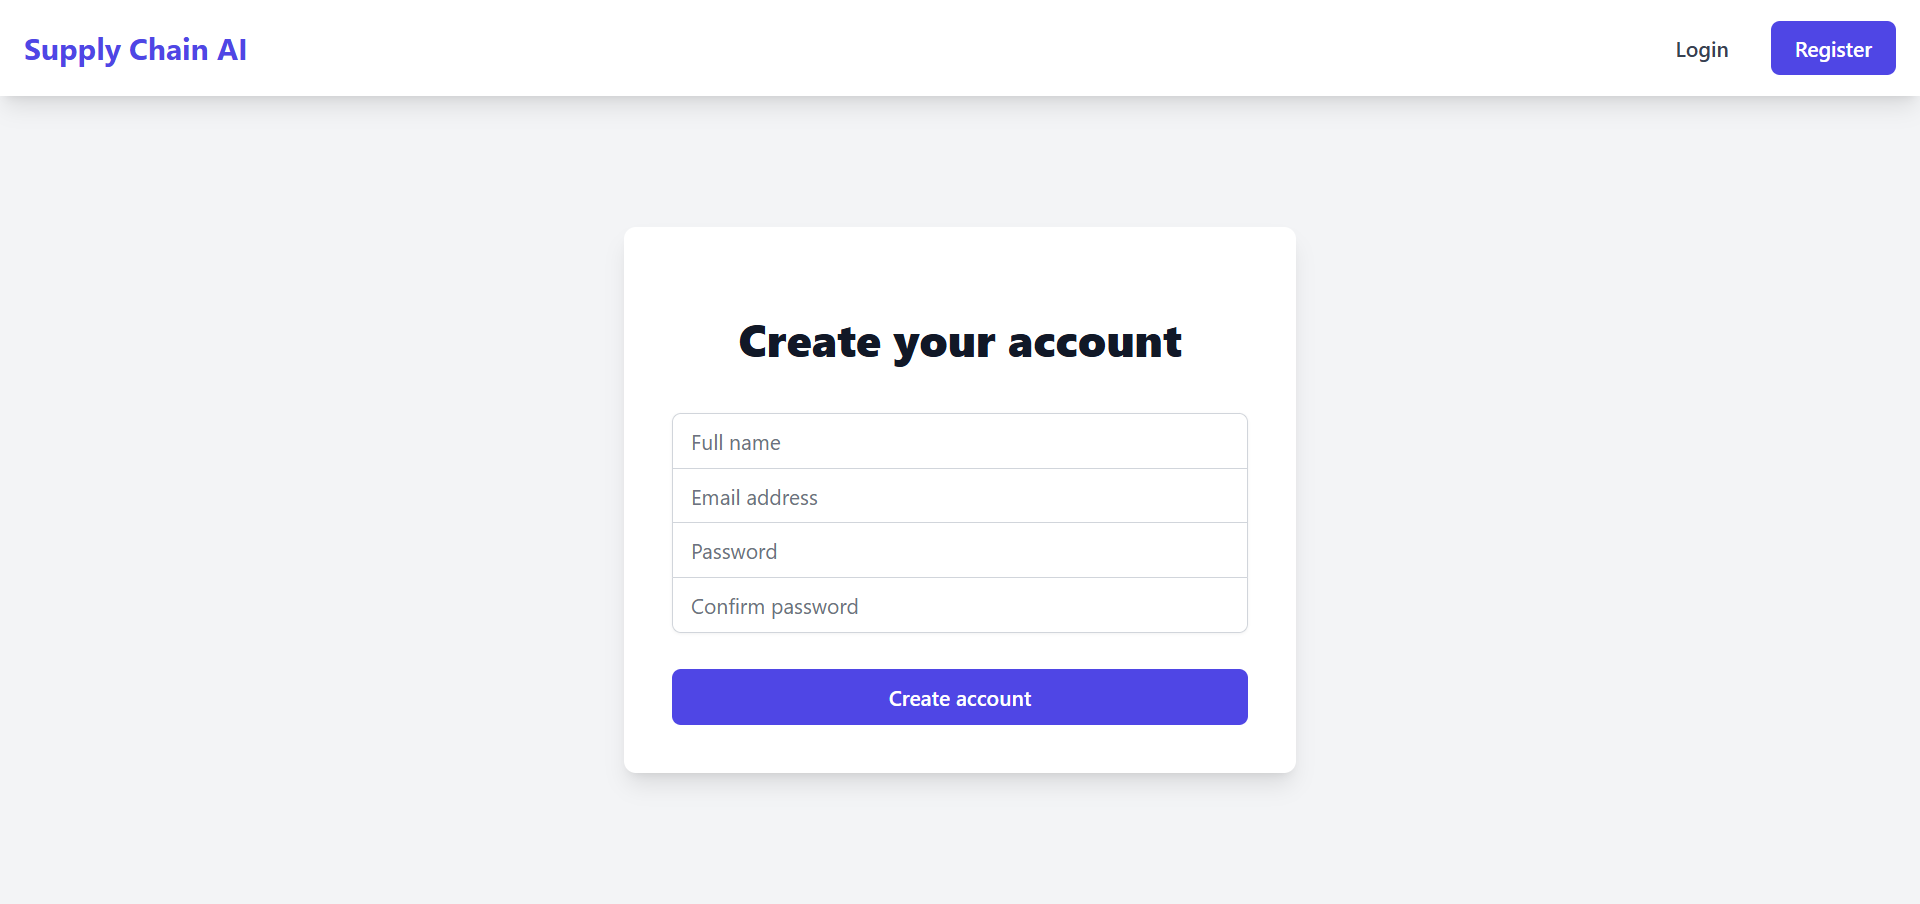 Supply Chain AI
Login
Register
Create your account
Full name
Email address
Password
Confirm password
Create account